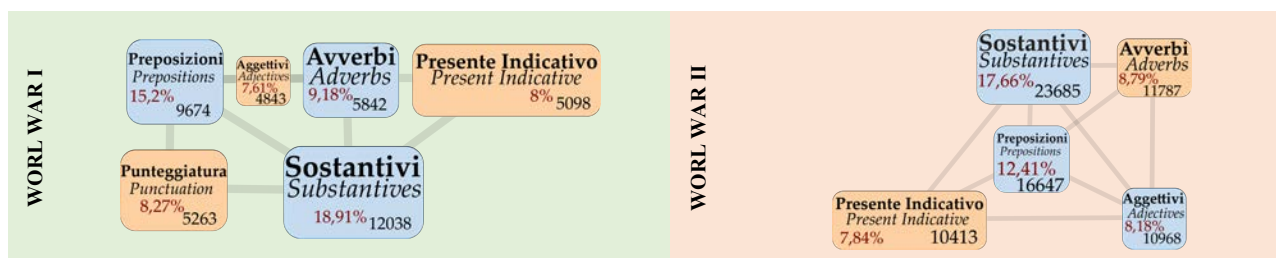 WORL WAR I
Preposizioni
Prepositions
15,2%
9674
Aggettivi
Adjectives
7,61%
4843
Avverbi
Adverbs
9,18%
5842
Presente Indicativo
Present Indicative
8% 5098
Punteggiatura
Punctuation
8,27%
5263
Sostantivi
Substantives
18,91% 12038
WORL WAR II
Sostantivi
Substantives
17,66%
23685
Avverbi
Adverbs
8,79%
11787
Preposizioni
Prepositions
12,41%
16647
Presente Indicativo
Present Indicative
7,84% 10413
Aggettivi
Adjectives
8,18%
10968